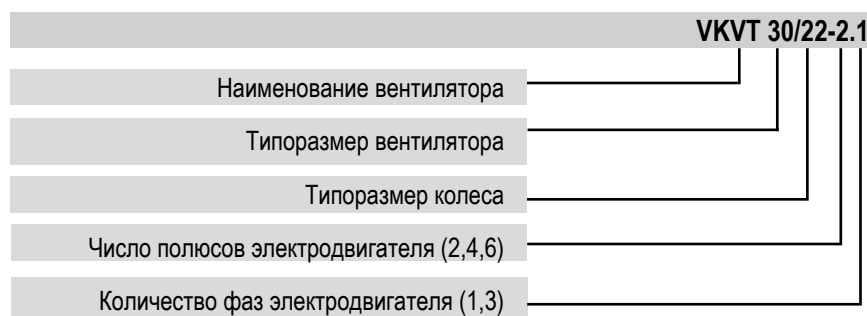 VKVT 30/22-2.1
Наименование вентилятора
Типоразмер вентилятора
Типоразмер колеса
Число полюсов электродвигателя (2,4,6)
Количество фаз электродвигателя (1,3)